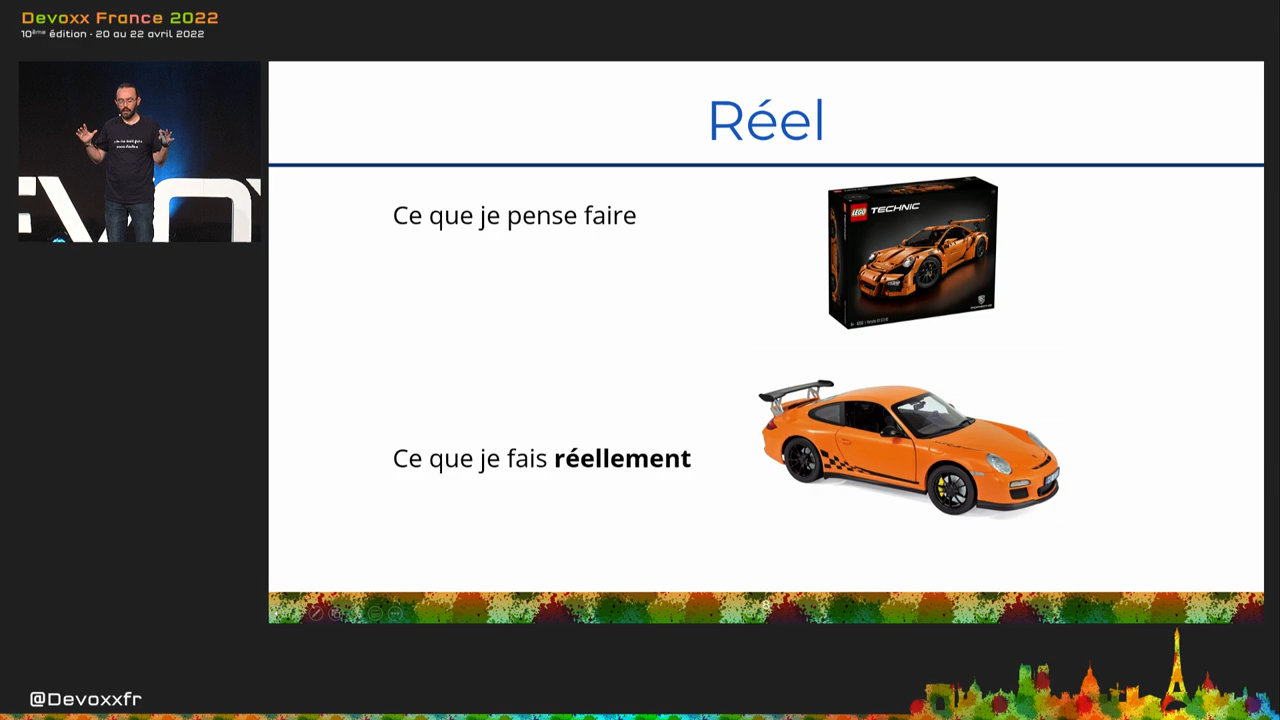 Devoxx France 2022
10ème édition - 20 au 22 avril 2022
Réel
Ce que je pense faire
LEGO TECHNIC
Ce que je fais réellement
8
@Devoxxfr